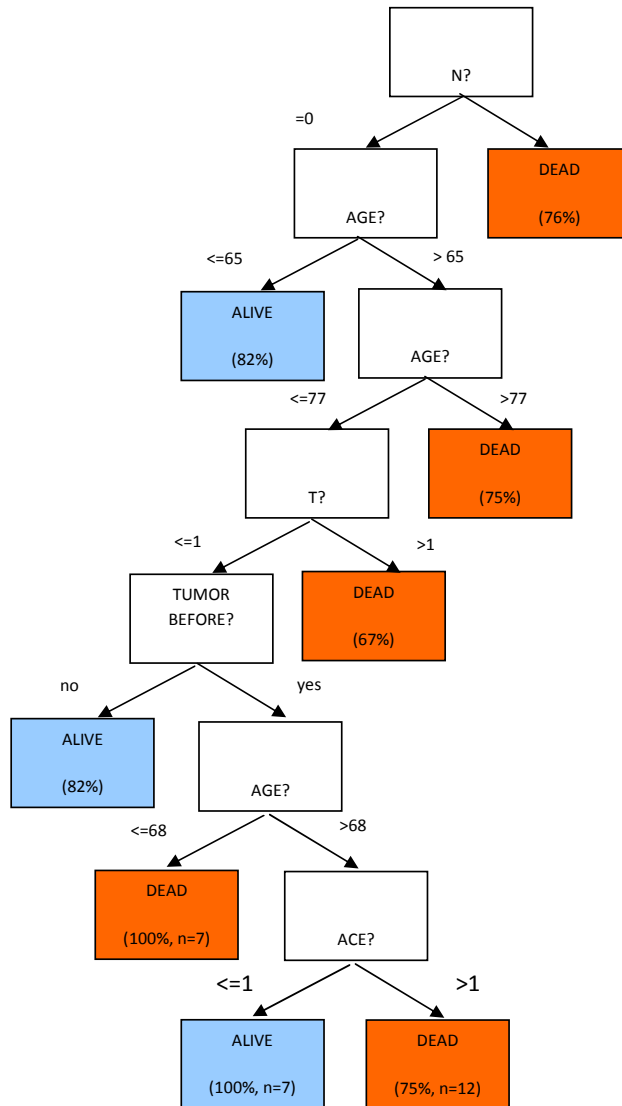 N?
=0
DEAD
(76%)
AGE?
<=65
> 65
ALIVE
(82%)
AGE?
<=77
>77
DEAD
(75%)
T?
<=1
>1
TUMOR
BEFORE?
DEAD
(67%)
no
yes
ALIVE
(82%)
AGE?
<=68
>68
DEAD
(100%, n=7)
ACE?
<=1
>1
ALIVE
(100%, n=7)
DEAD
(75%, n=12)